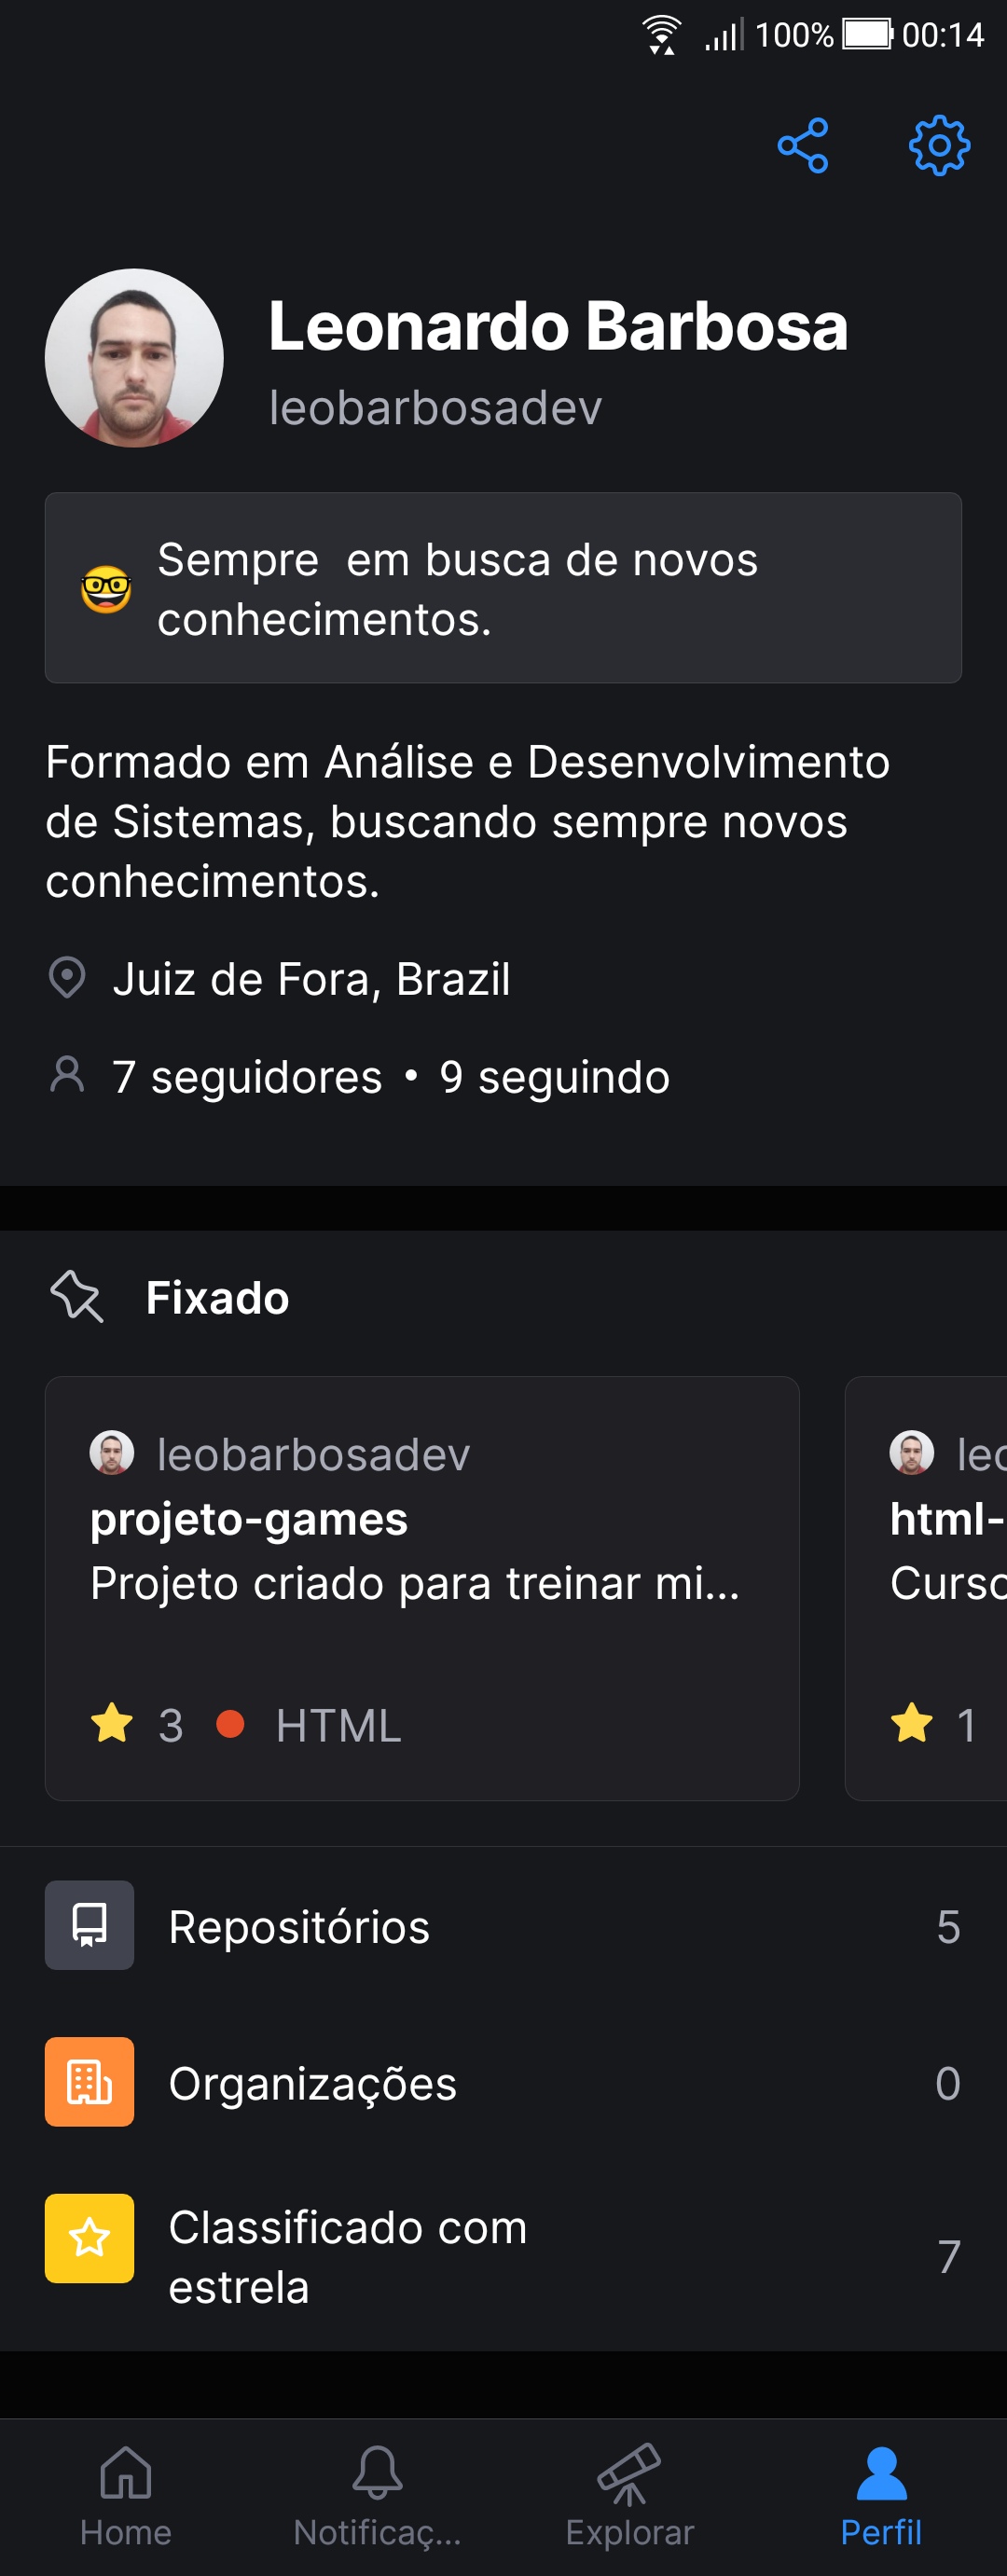 100% 00:14
Leonardo Barbosa
leobarbosadev
Sempre  em busca de novos
conhecimentos.
Formado em Análise e Desenvolvimento
de Sistemas, buscando sempre novos
conhecimentos.
Juiz de Fora, Brazil
7 seguidores • 9 seguindo
Fixado
leobarbosadev
projeto-games
Projeto criado para treinar mi...
3 HTML
html-
1
Repositórios 5
Organizações 0
Classificado com
estrela
7
Home Notificaç... Explorar Perfil